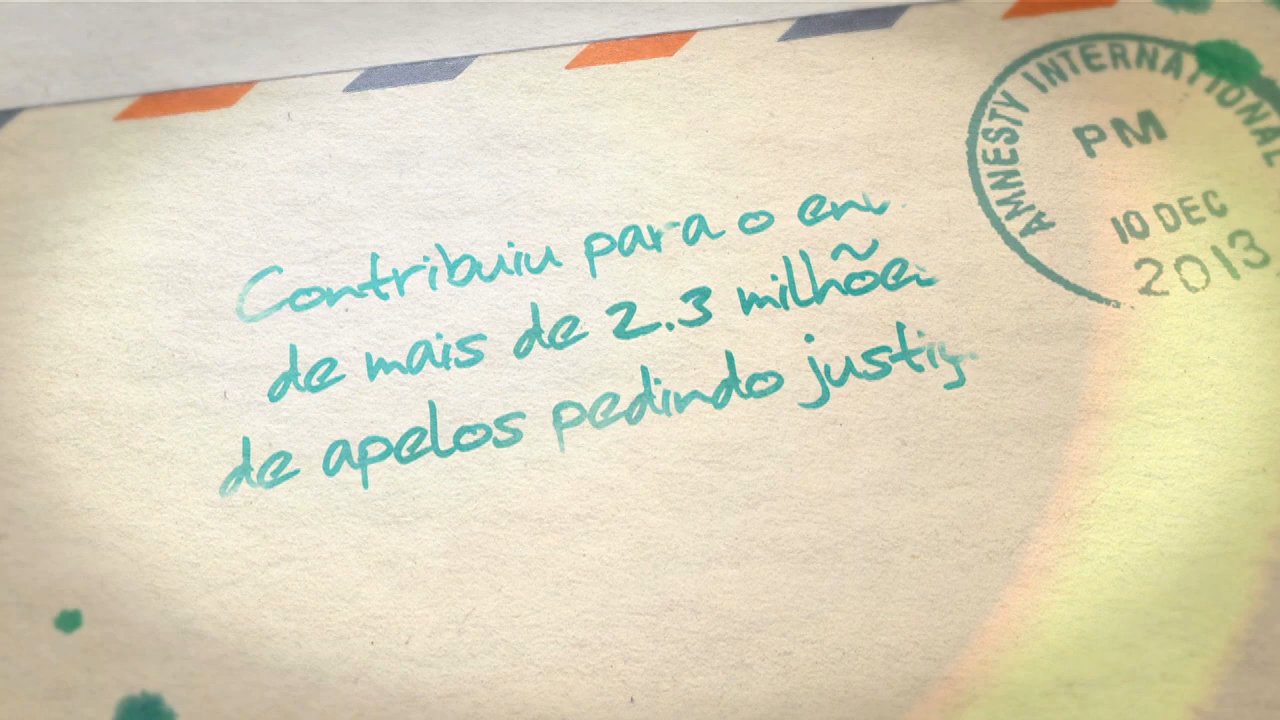 AMNESTY INTERNATIONAL
PM
10 DEC
2013
Contribuiu para o
de mais de 2.3
de apelos pedindo